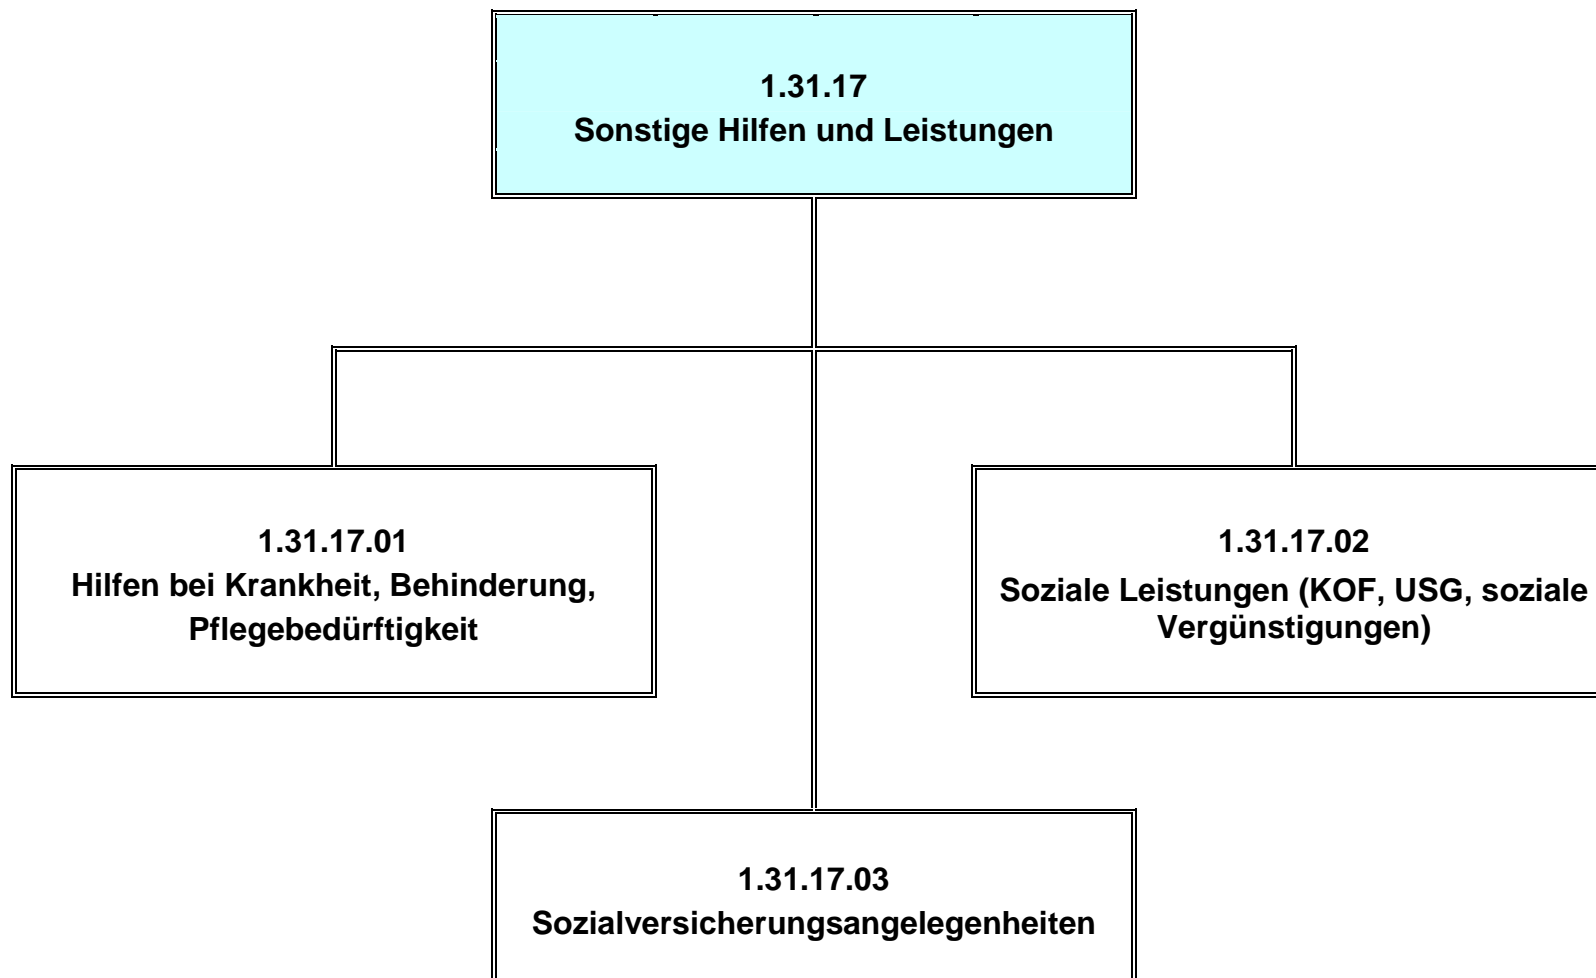 1.31.17
Sonstige Hilfen und Leistungen
1.31.17.01
Hilfen bei Krankheit, Behinderung,
Pflegebedürftigkeit
1.31.17.02
Soziale Leistungen (KOF, USG, soziale
Vergünstigungen)
1.31.17.03
Sozialversicherungsangelegenheiten